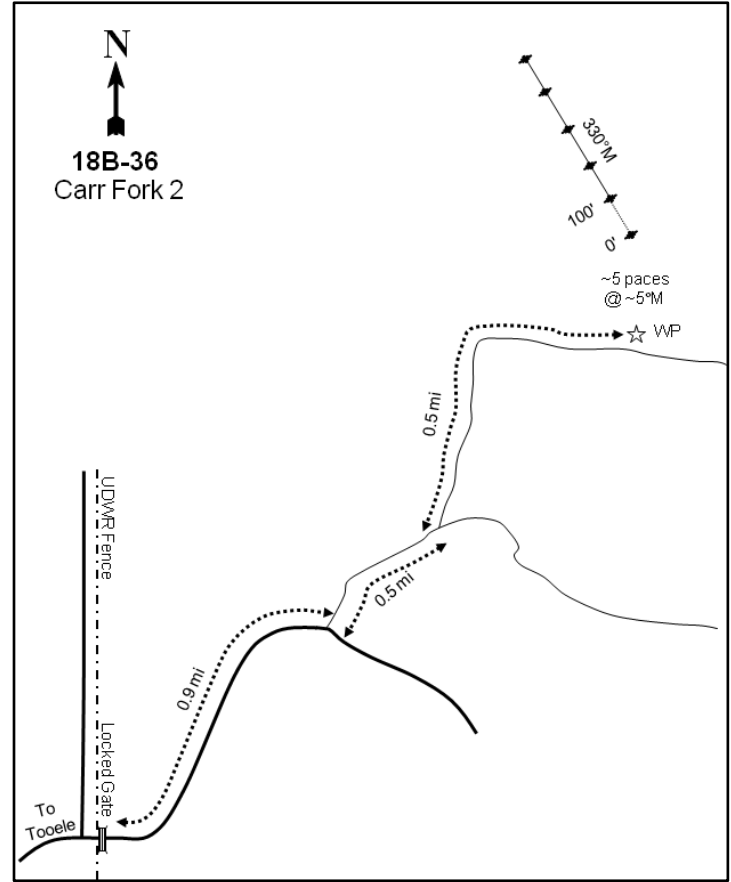 N
18B-36
Carr Fork 2
330°M
100'
0'
~5 paces
@ ~5°M
WP
0.5 mi
UDWR Fence
0.5 mi
0.9 mi
Locked Gate
To
Tooele